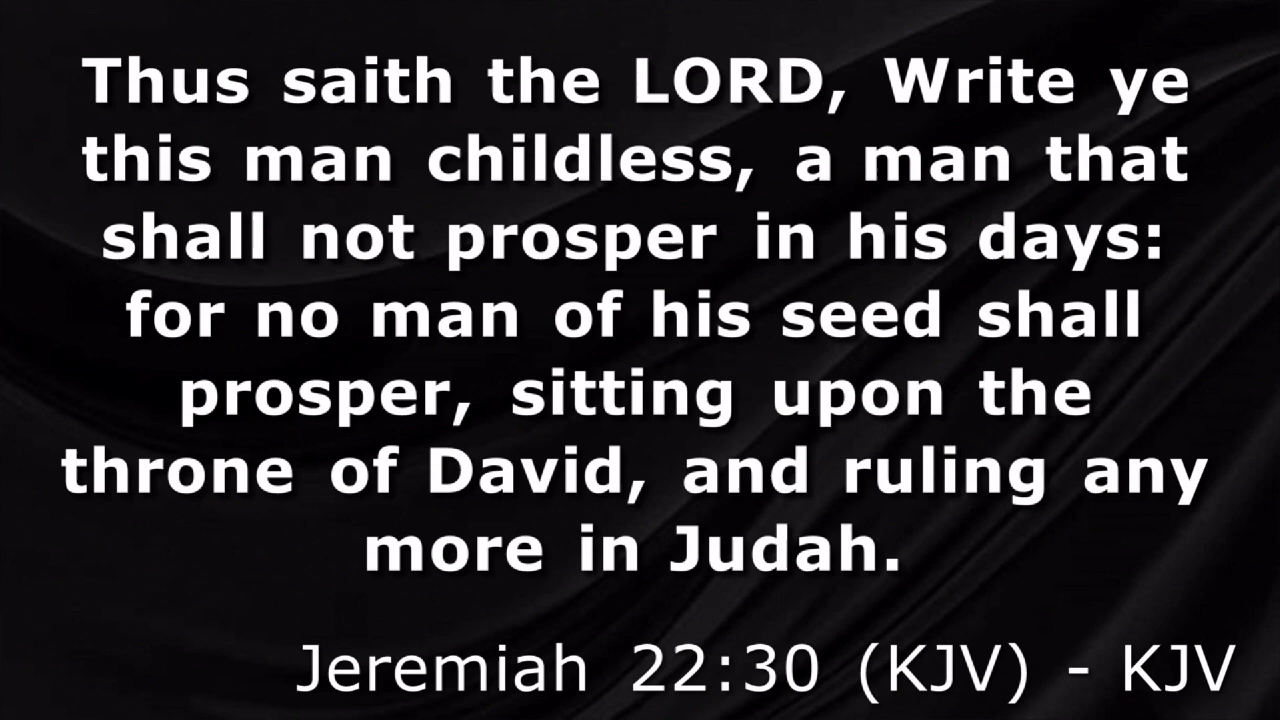 Thus saith the LORD, Write ye
this man childless, a man that
shall not prosper in his days:
for no man of his seed shall
prosper, sitting upon the
throne of David, and ruling any
more in Judah.
Jeremiah 22:30 (KJV) - KJV